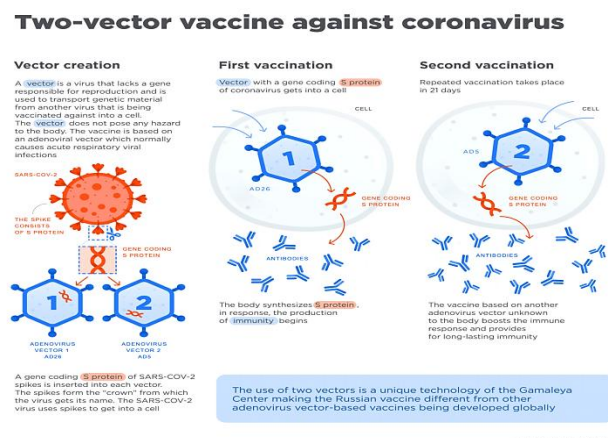 Two-vector vaccine against coronavirus
Vector creation
A vector is a virus that lacks a gene
responsible for reproduction and is
used to transport genetic material
from another virus that is being
vaccinated against into a cell.
The vector does not pose any hazard
to the body. The vaccine is based on
an adenoviral vector which normally
causes acute respiratory viral
infections
SARS-COV-2
THE SPIKE
CONSISTS
OF S PROTEIN
GENE CODING
S PROTEIN
1
2
ADENOVIRUS
VECTOR 1
AD26
ADENOVIRUS
VECTOR 2
AD5
A gene coding S protein of SARS-COV-2
spikes is inserted into each vector.
The spikes form the "crown" from which
the virus gets its name. The SARS-COV-2
virus uses spikes to get into a cell
First vaccination
Vector with a gene coding S protein
of coronavirus gets into a cell
CELL
1
AD26
GENE CODING
S PROTEIN
ANTIBODIES
The body synthesizes S protein,
in response, the production
of immunity begins
Second vaccination
Repeated vaccination takes place
in 21 days
CELL
AD5
2
GENE CODING
S PROTEIN
ANTIBODIES
The vaccine based on another
adenovirus vector unknown
to the body boosts the immune
response and provides
for long-lasting immunity
The use of two vectors is a unique technology of the Gamaleya
Center making the Russian vaccine different from other
adenovirus vector-based vaccines being developed globally